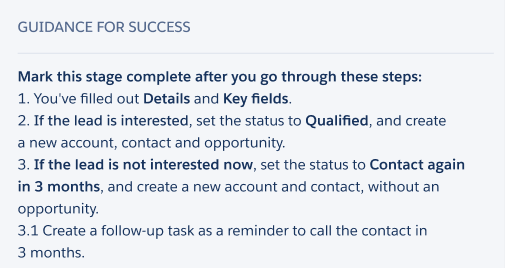 GUIDANCE FOR SUCCESS
Mark this stage complete after you go through these steps:
1. You've filled out Details and Key fields.
2. If the lead is interested, set the status to Qualified, and create
a new account, contact and opportunity.
3. If the lead is not interested now, set the status to Contact again
in 3 months, and create a new account and contact, without an
opportunity.
3.1 Create a follow-up task as a reminder to call the contact in
3 months.